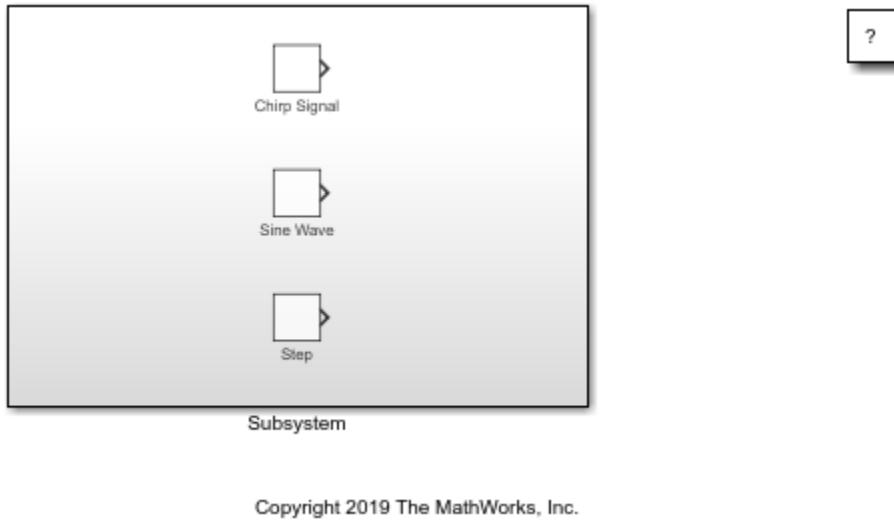 ?
Chirp Signal
Sine Wave
Step
Subsystem
Copyright 2019 The MathWorks, Inc.